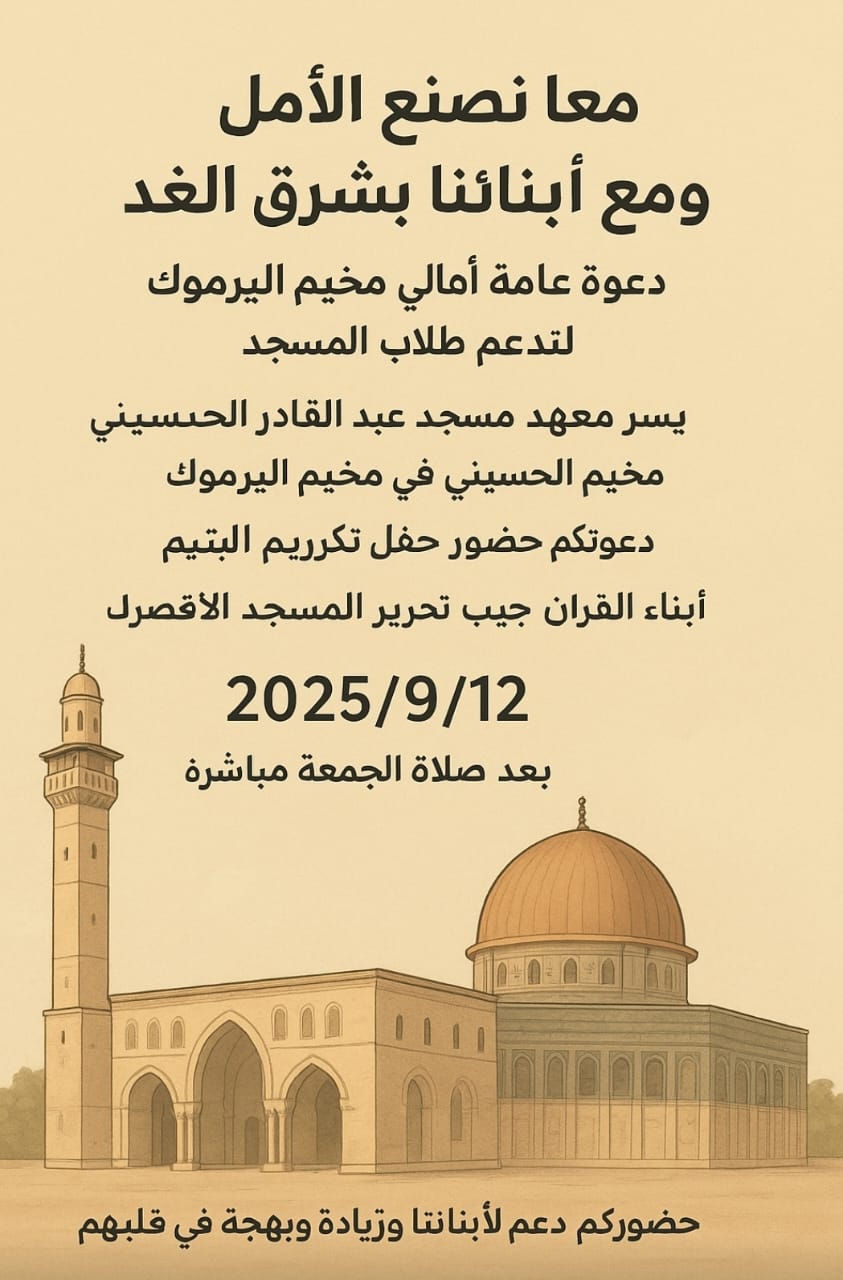 معا نصنع الأمل
ومع أبنائنا بشرق الغد
دعوة عامة أمالي مخيم اليرموك
لتدعم طلاب المسجد
يسر معهد مسجد عبد القادر الحسسيني
مخيم الحسيني في مخيم اليرموك
دعوتكم حضور حفل تكرريم البتيم
أبناء القران جيب تحرير المسجد الأقصرك
2025/9/12
بعد صلاة الجمعة مباشرة
حضوركم دعم لأبنانتا وزيادة وبهجة في قلبهم